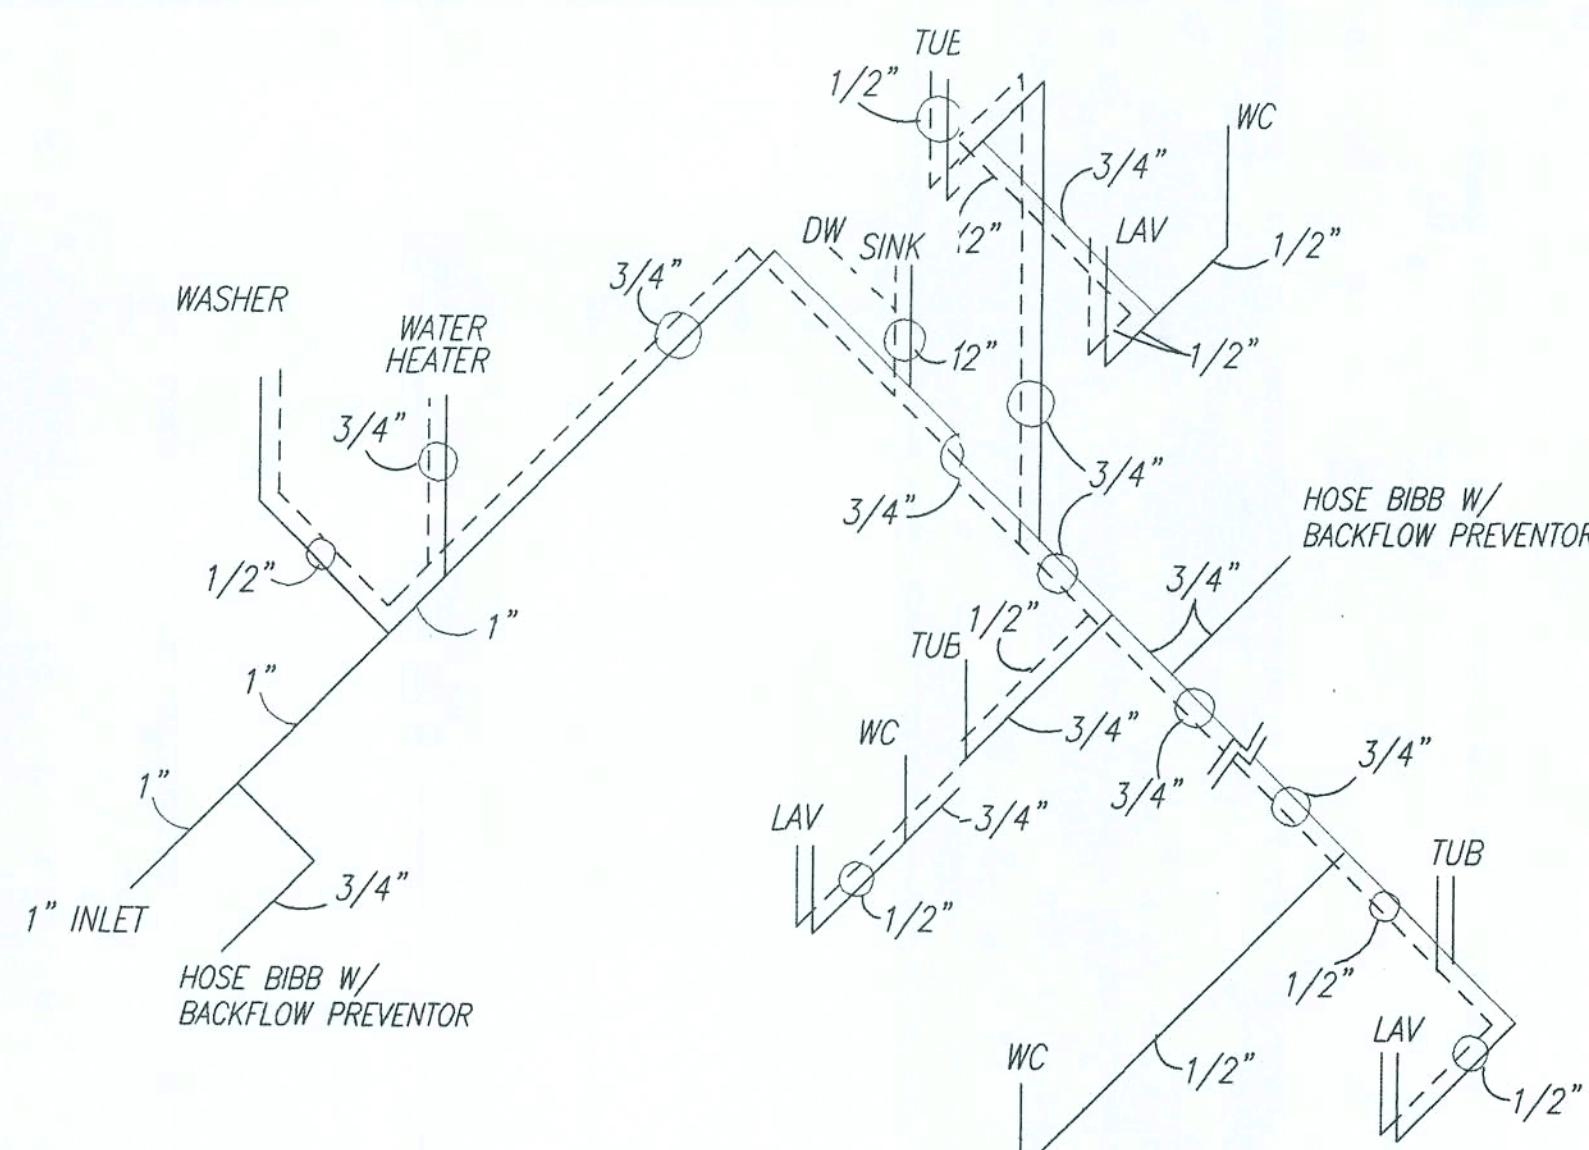 TUE
1/2"
WC
3/4"
DW
SINK
/2"
LAV
1/2"
WASHER
3/4"
WATER
HEATER
12"
1/2"
3/4"
3/4"
3/4"
HOSE BIBB W/
BACKFLOW PREVENTOR
1/2"
3/4"
1"
1/2"
TUB
1"
WC
3/4"
3/4"
1"
3/4"
3/4"
LAV
3/4"
TUB
1" INLET
3/4"
1/2"
1/2"
HOSE BIBB W/
BACKFLOW PREVENTOR
WC
LAV
1/2"
1/2"